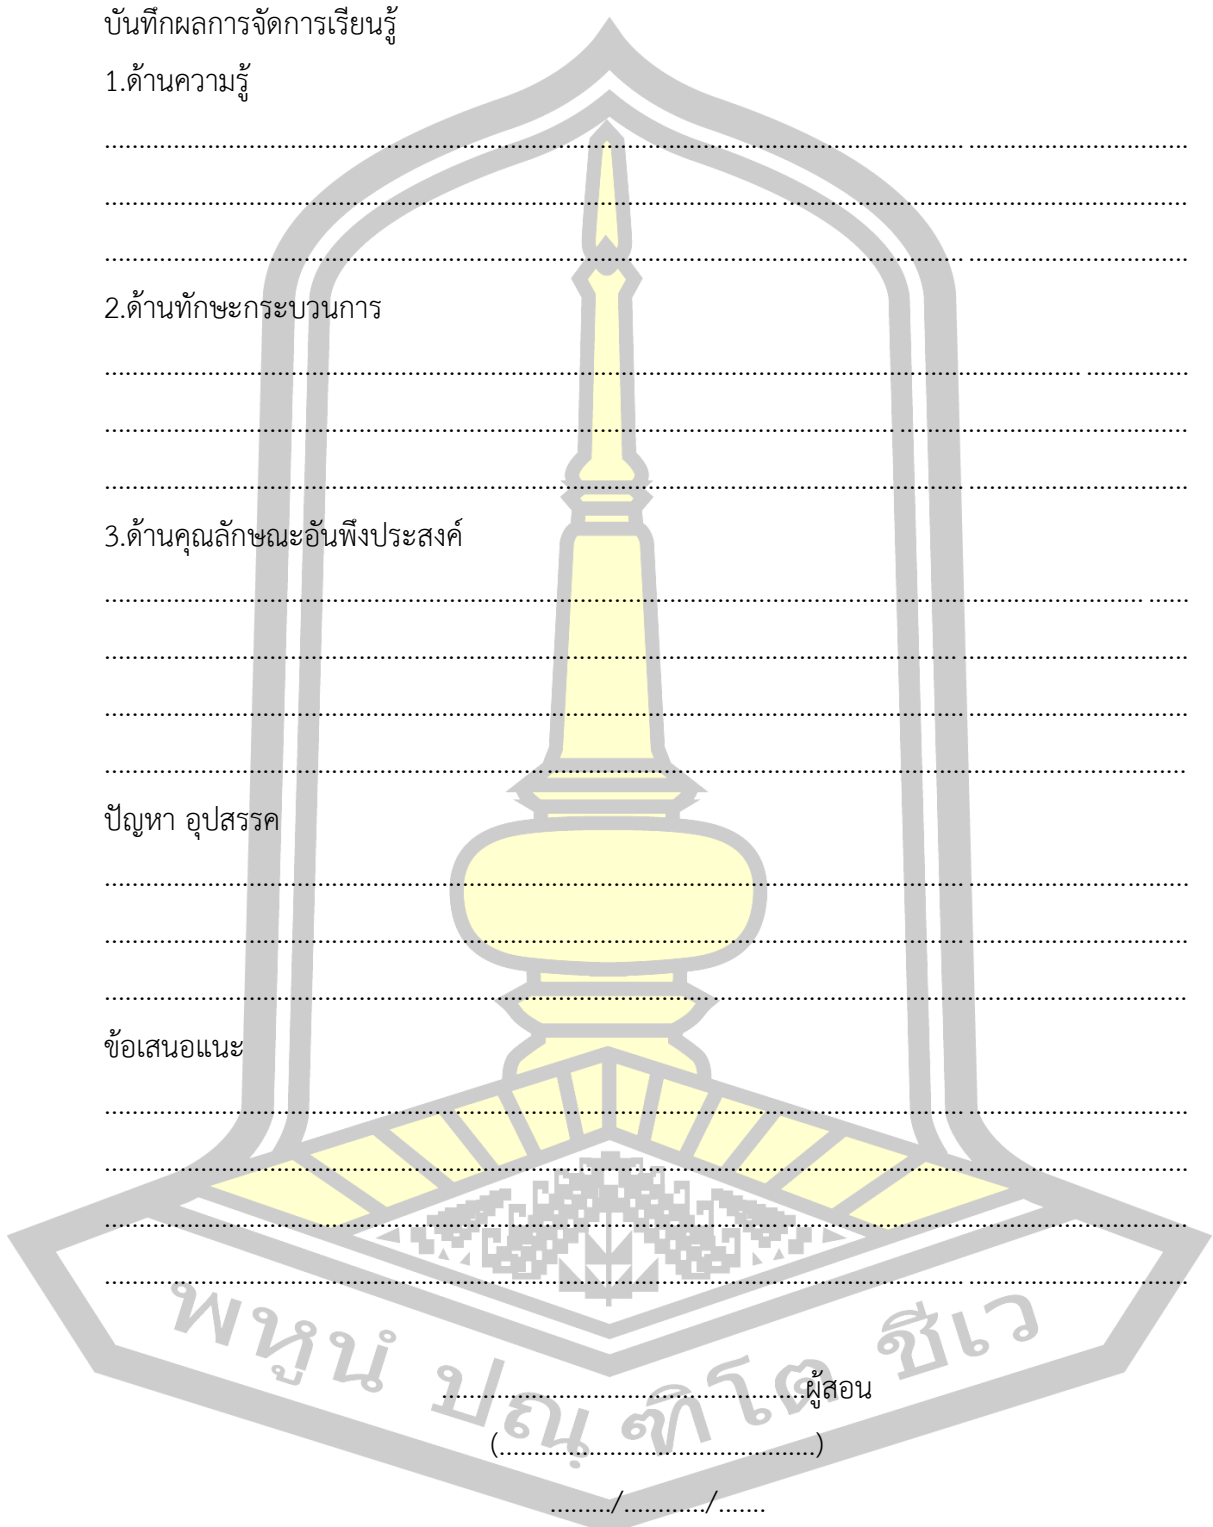 บันทึกผลการจัดการเรียนรู้
1.ด้านความรู้
............................................................................................................................ ................................
.................................................................................................. ..........................................................
............................................................................................................................ ................................
2.ด้านทักษะกระบวนการ
............................................................................................................................................. ...............
................................................................................................................... .........................................
............................................................................................................................ ................................
3.ด้านคุณลักษณะอันพึงประสงค์
...................................................................................................................................................... ......
............................................................................................................................ ................................
............................................................................................................................ ................................
............................................................................................................................................................
ปัญหา อุปสรรค
............................................................................................................................ ................................
............................................................................................................................ ................................
....................................................................................... .....................................................................
ข้อเสนอแนะ
............................................................................................................................ ................................
............................................................................................................................................................
........................................................................................................ ....................................................
............................................................................................................................ ................................
พหูนํ ปณฺฑิโต ชีเว
.....................................................ผู้สอน
(..............................................)
........./............/.......